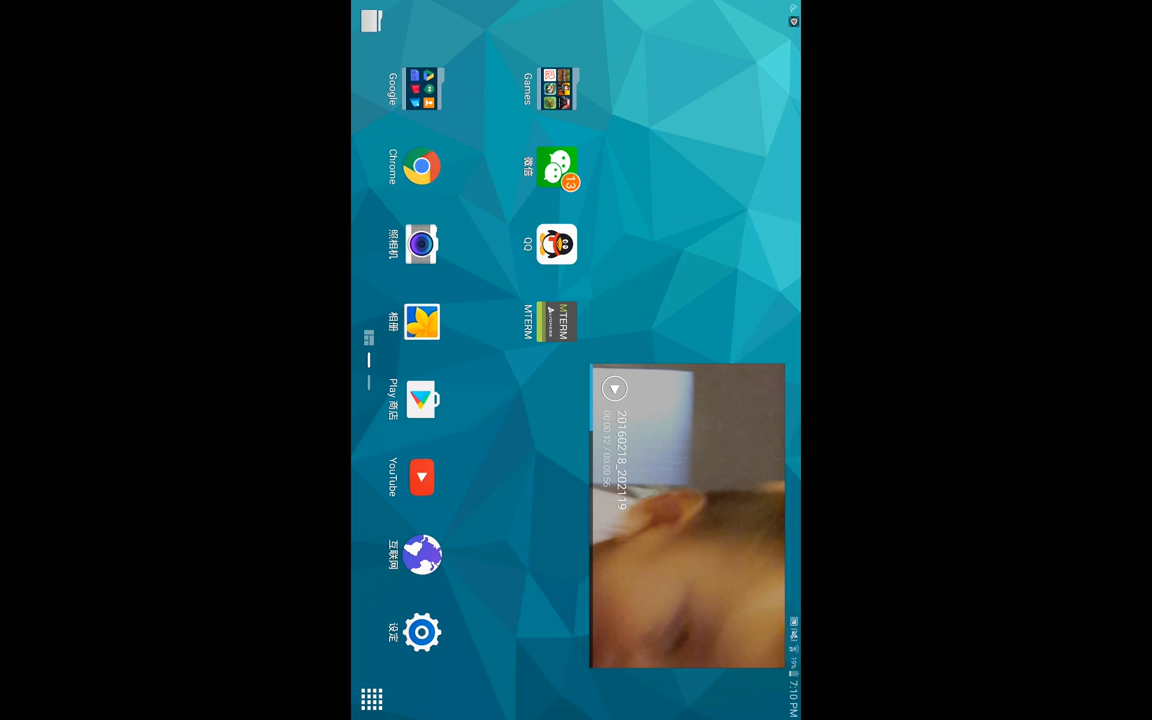 19%
7:10 PM
20160218_202119
00:00:12 / 00:00:56
Games
微信
13
QQ
MTERM
MTERM
Google
Chrome
照相机
相册
Play 商店
YouTube
互联网
设定